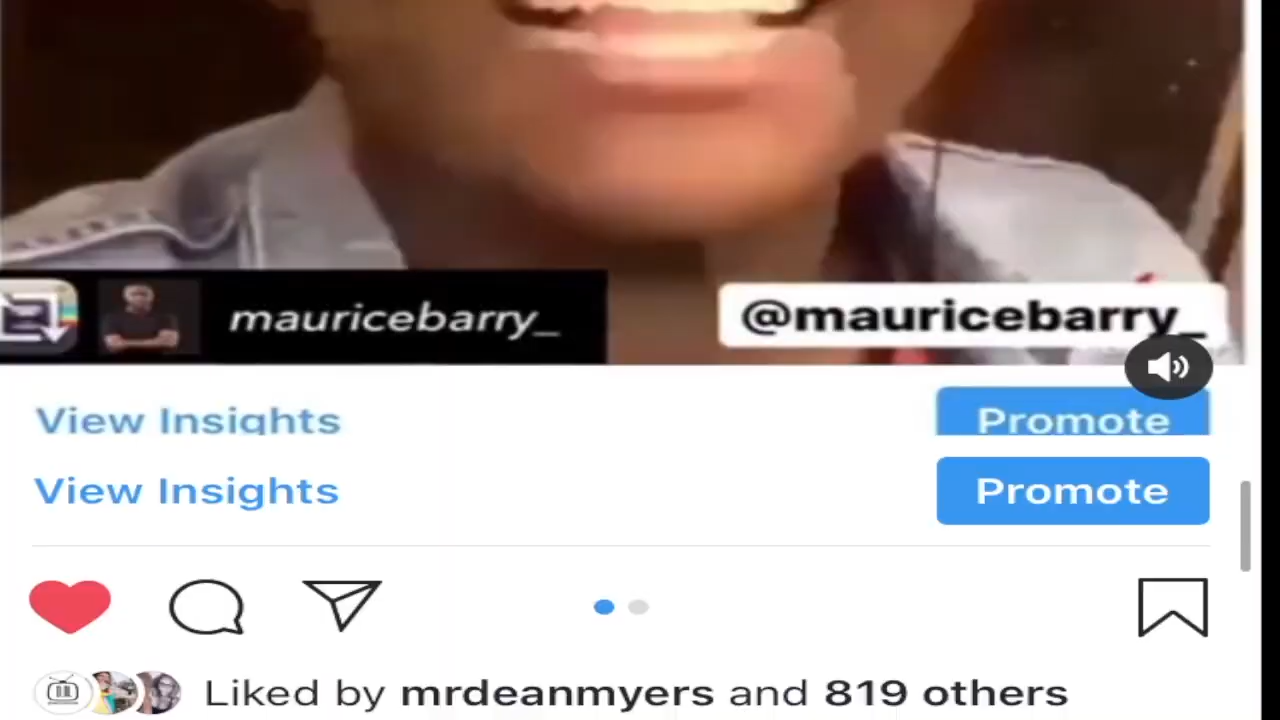 mauricebarry_
@mauricebarry_
View Insights
Promote
View Insights
Promote
Liked by mrdeanmyers and 819 others